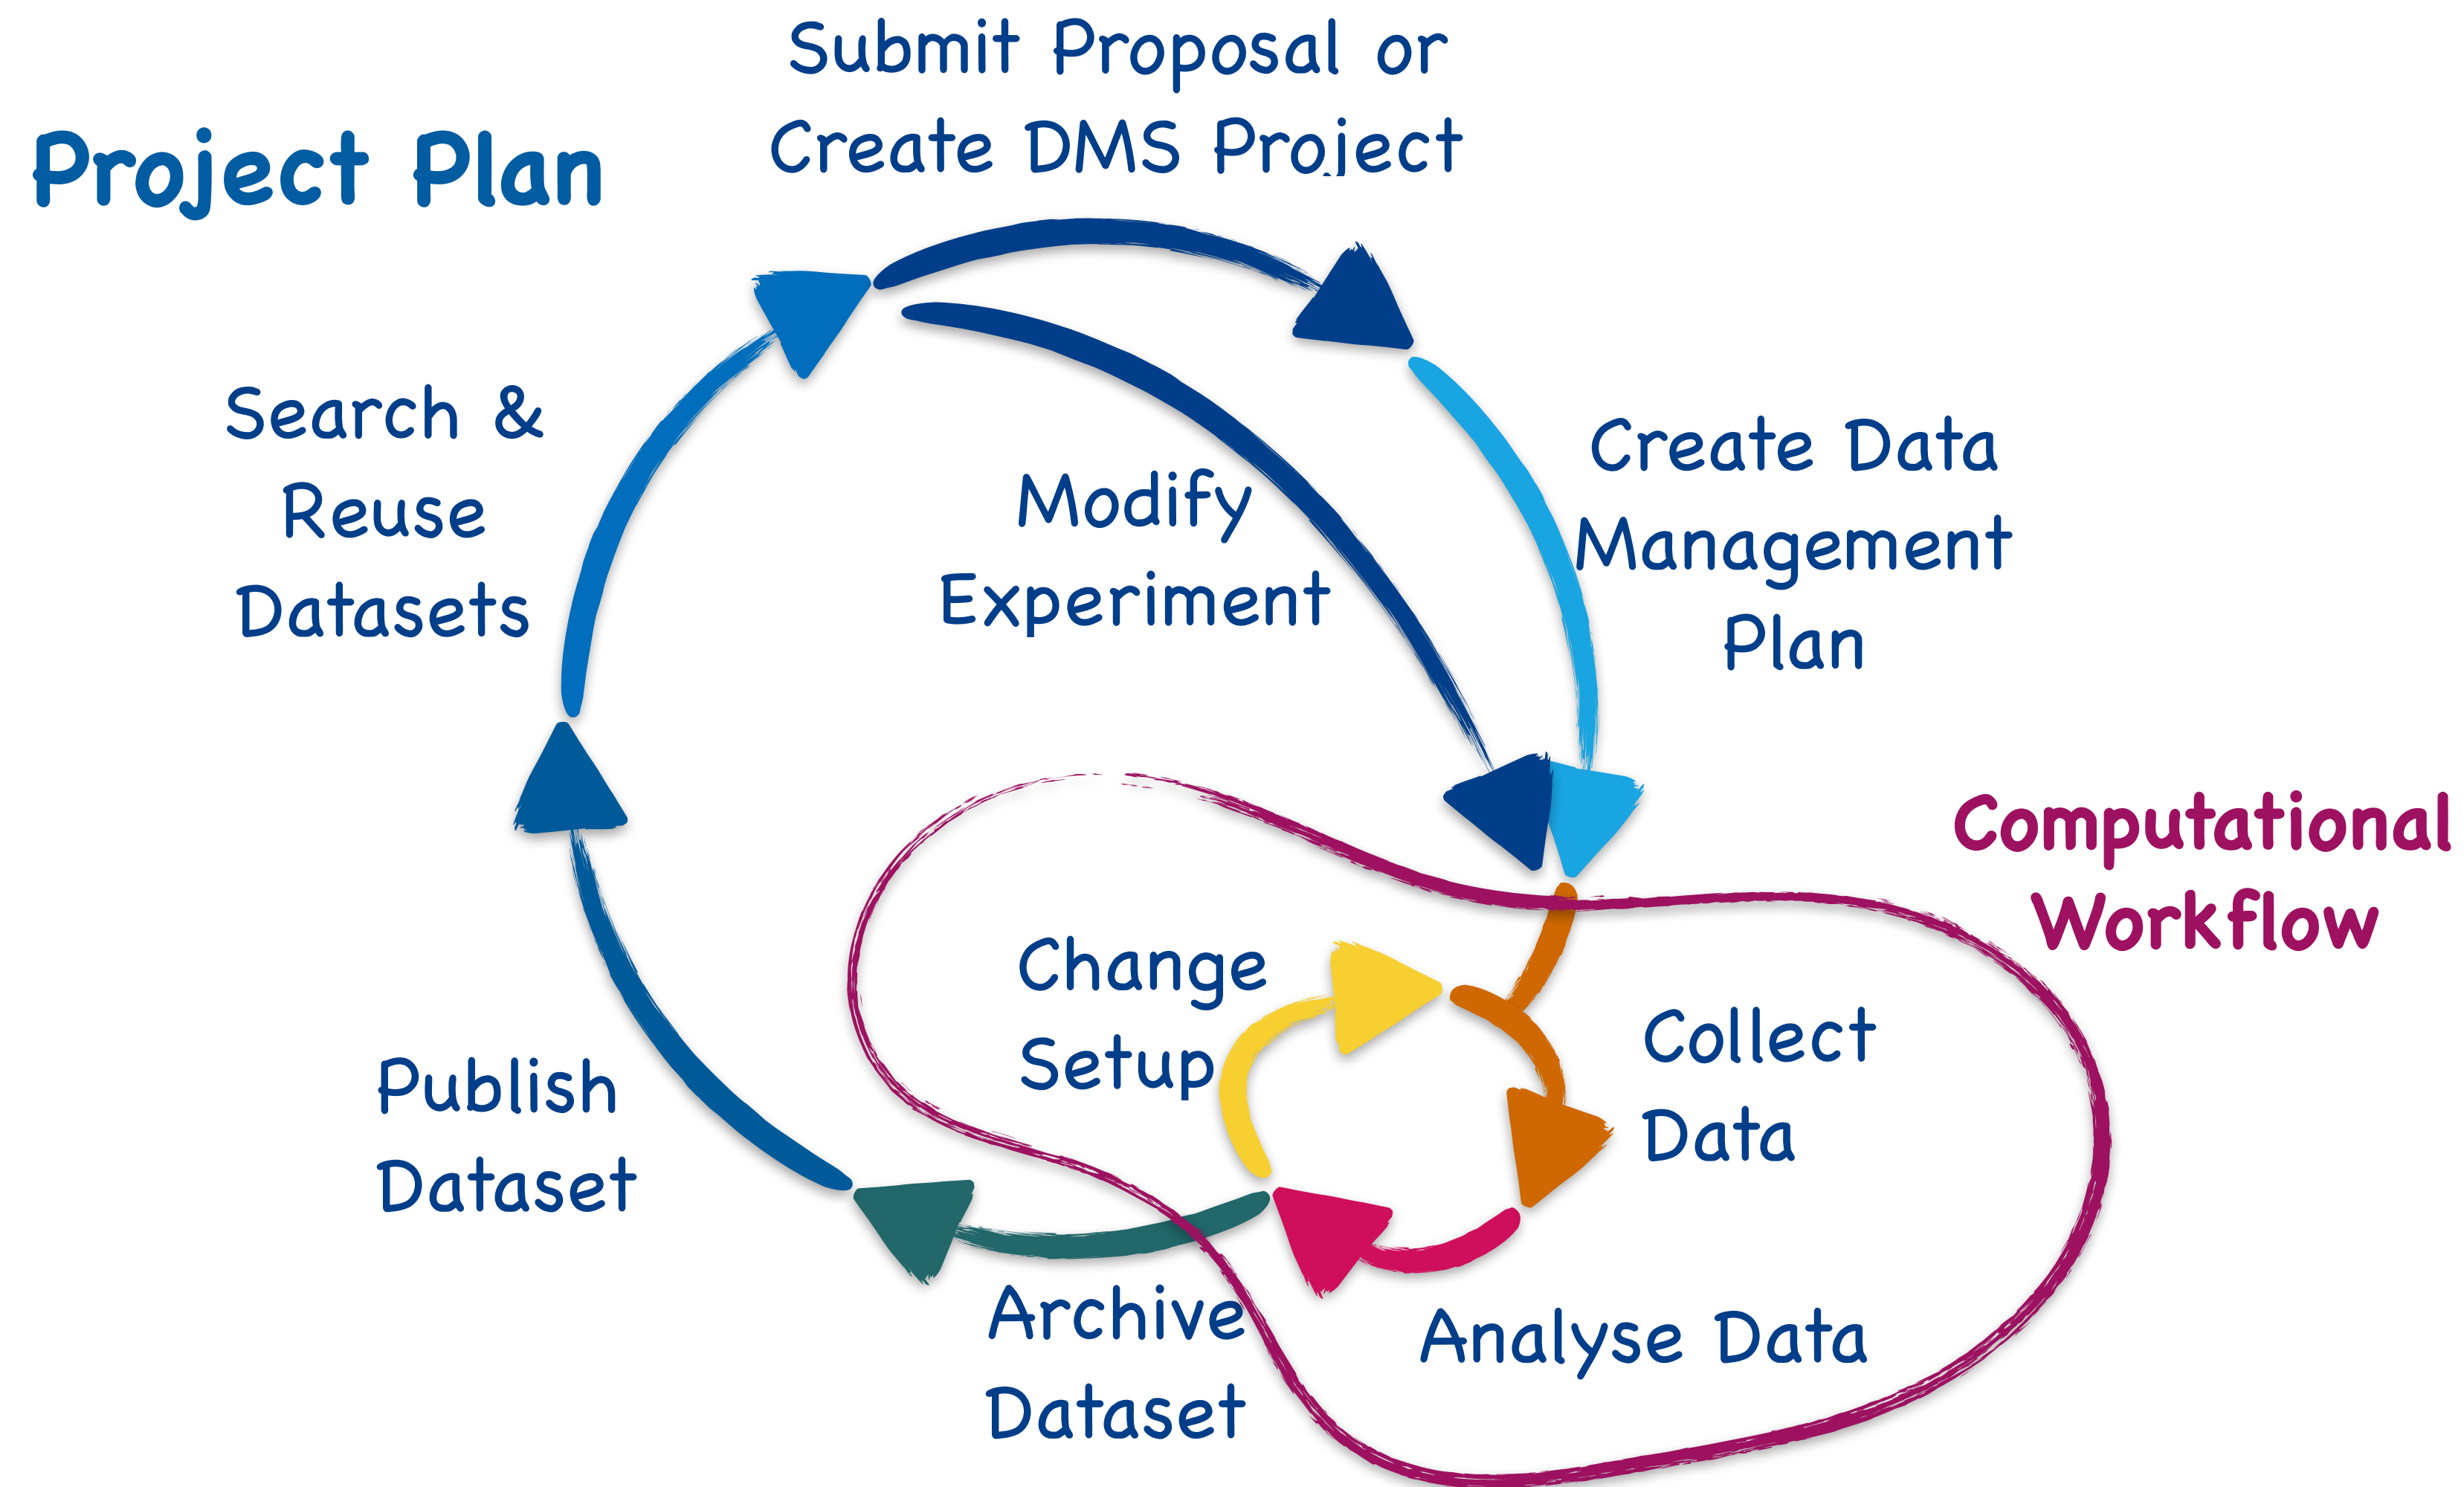 Submit Proposal or
Create DMS Project
Project Plan
Search &
Reuse
Datasets
Modify
Experiment
Create Data
Management
Plan
Computational
Workflow
Change
Setup
Collect
Data
Publish
Dataset
Archive
Dataset
Analyse Data